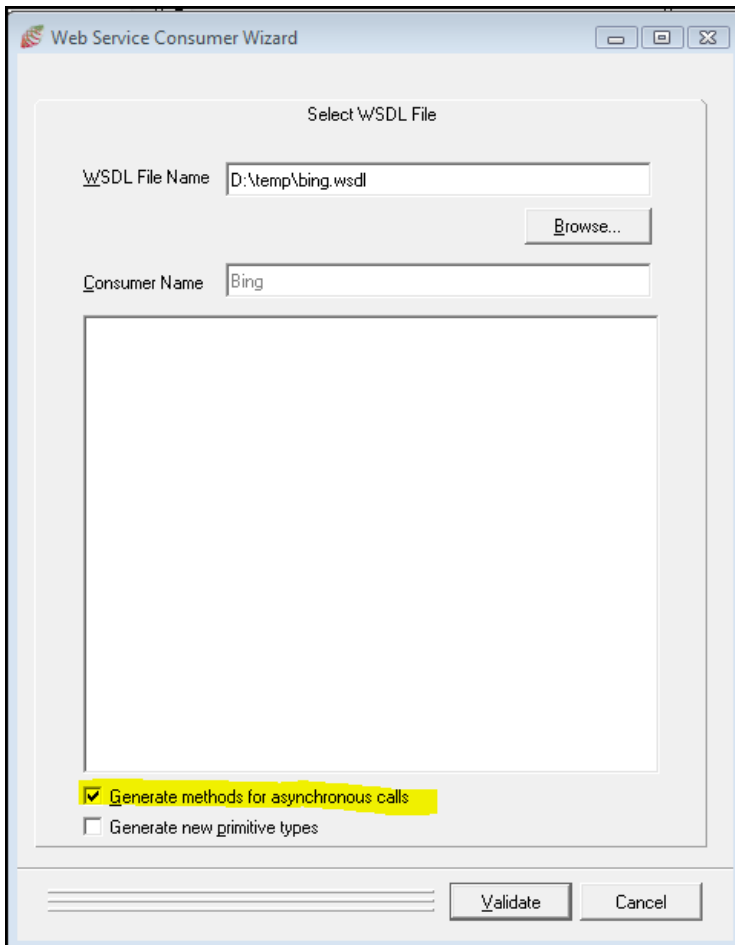 Web Service Consumer Wizard
Select WSDL File
WSDL File Name D:\temp\bing.wsdl
Browse...
Consumer Name Bing
Generate methods for asynchronous calls
Generate new primitive types
Validate Cancel